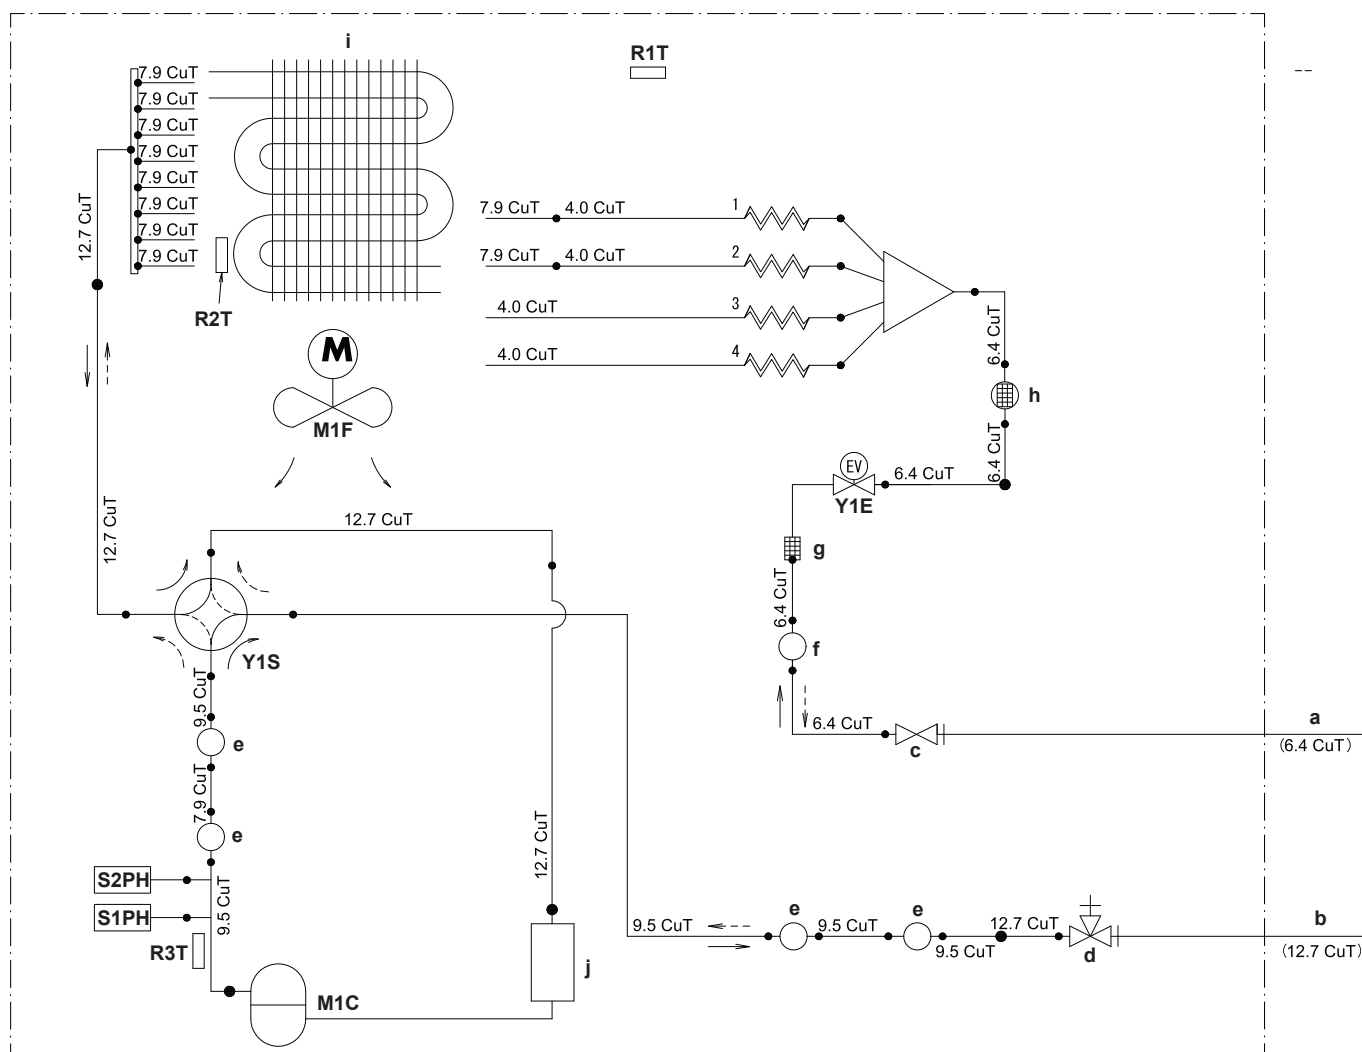 i
R1T
7.9 CuT
--
7.9 CuT
7.9 CuT
7.9 CuT
7.9 CuT
7.9 CuT
7.9 CuT
7.9 CuT
12.7 CuT
R2T
7.9 CuT
4.0 CuT
1
7.9 CuT
4.0 CuT
2
4.0 CuT
3
4.0 CuT
4
6.4 CuT
h
6.4 CuT
M
M1F
EV
6.4 CuT
Y1E
12.7 CuT
12.7 CuT
g
6.4 CuT
f
Y1S
9.5 CuT
6.4 CuT
c
a
(6.4 CuT)
e
7.9 CuT
e
12.7 CuT
S2PH
S1PH
9.5 CuT
R3T
9.5 CuT
e
9.5 CuT
e
9.5 CuT
12.7 CuT
d
b
(12.7 CuT)
j
M1C